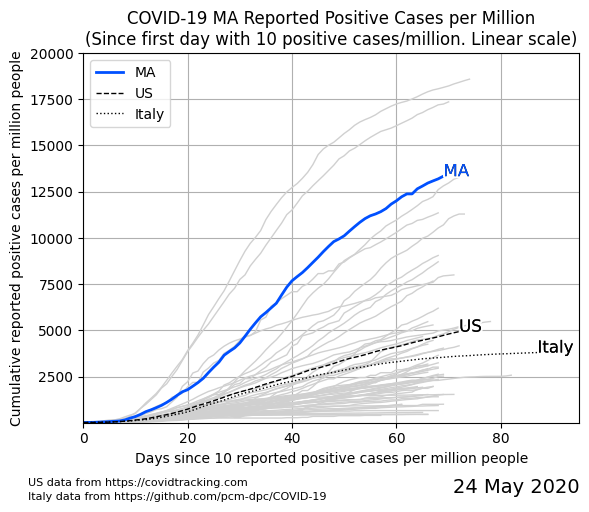 COVID-19 MA Reported Positive Cases per Million
(Since first day with 10 positive cases/million. Linear scale)
Cumulative reported positive cases per million people
20000
17500
15000
12500
10000
7500
5000
2500
MA
US
Italy
MA
US
Italy
0
20
40
60
80
Days since 10 reported positive cases per million people
US data from https://covidtracking.com
Italy data from https://github.com/pcm-dpc/COVID-19
24 May 2020